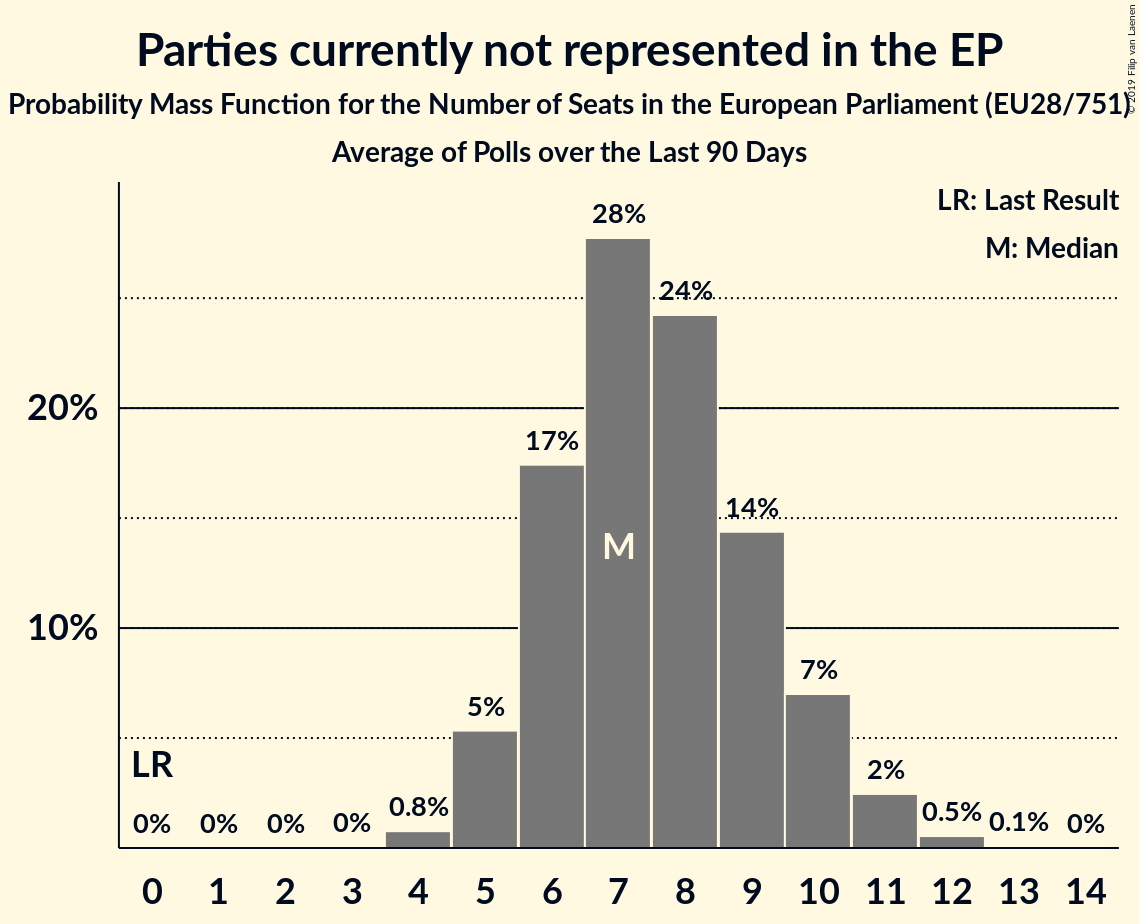 Parties currently not represented in the EP
Probability Mass Function for the Number of Seats in the European Parliament (EU28/751)
Average of Polls over the Last 90 Days
© 2019 Filip van Laenen
LR: Last Result
M: Median
20%
10%
LR
0%
0%
0%
0%
0.8%
5%
17%
28%
24%
14%
7%
2%
0.5%
0.1%
0%
M
0 1 2 3 4 5 6 7 8 9 10 11 12 13 14